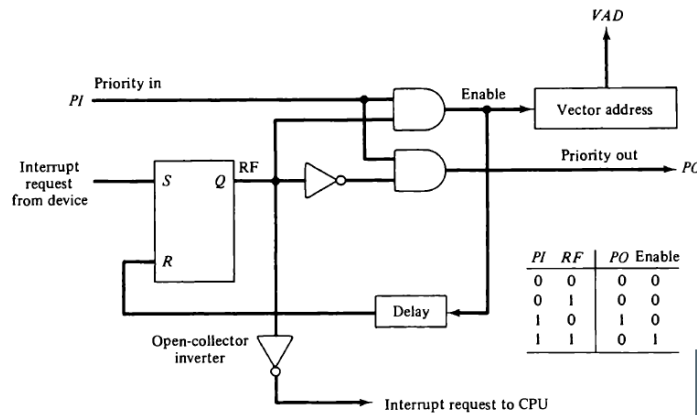 VAD
Priority in
PI
Enable
Vector address
Interrupt
request
from device
S
Q
RF
Priority out
PO
R
Delay
PI RF PO Enable
0 0 0 0
0 1 0 0
1 0 1 0
1 1 0 1
Open-collector
inverter
Interrupt request to CPU